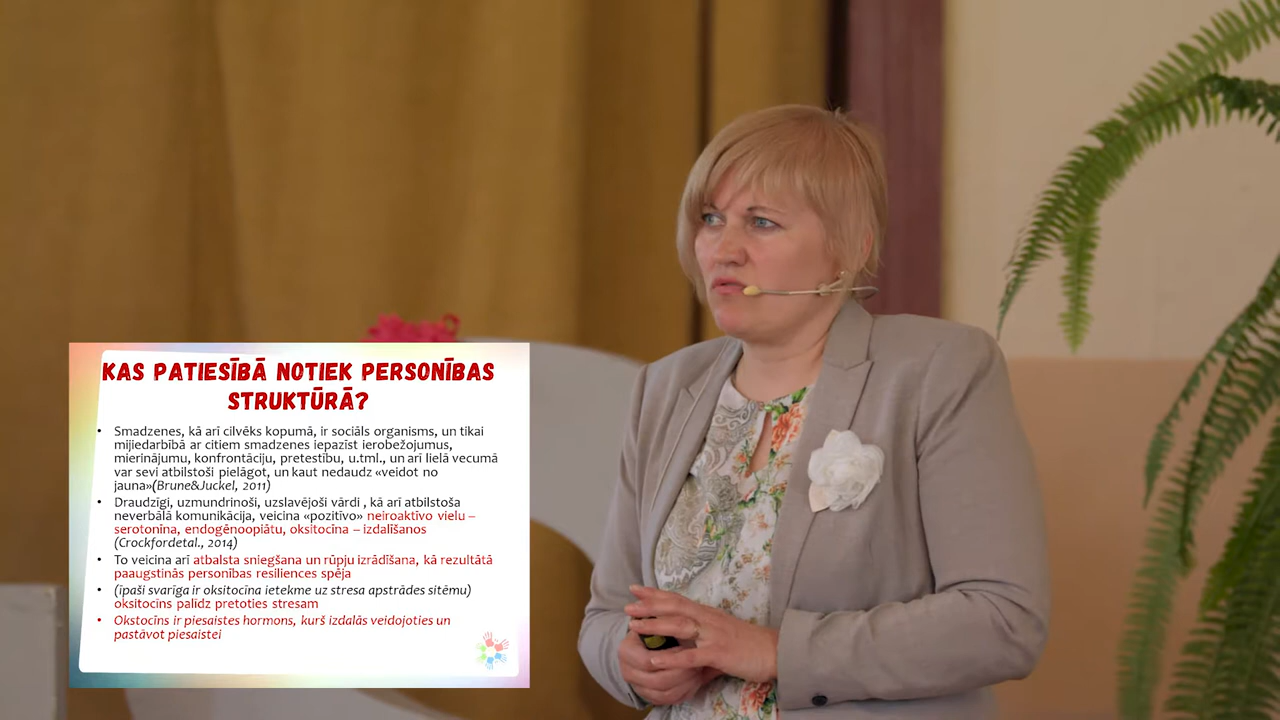 KAS PATIESĪBĀ NOTIEK PERSONĪBAS
STRUKTŪRĀ?
• Smadzenes, kā arī cilvēks kopumā, ir sociāls organisms, un tikai
mijiedarbībā ar citiem smadzenes iepazīst ierobežojumus,
mierinājumu, konfrontāciju, pretestību, u.tml., un arī lielā vecumā
var sevi atbilstoši pielāgot, un kaut nedaudz «veidot no
jauna»(Brune&Juckel, 2011)
• Draudzīgi, uzmundrinoši, uzslavējoši vārdi , kā arī atbilstoša
neverbālā komunikācija, veicina «pozitīvo» neiroaktīvo vielu –
serotonīna, endogēnoopiātu, oksitocīna – izdalīšanos
(Crockfordetal., 2014)
• To veicina arī atbalsta sniegšana un rūpju izrādīšana, kā rezultātā
paaugstinās personības resiliences spēja
• (īpaši svarīga ir oksitocīna ietekme uz stresa apstrādes sitēmu)
oksitocīns palīdz pretoties stresam
• Okstocīns ir piesaistes hormons, kurš izdalās veidojoties un
pastāvot piesaistei